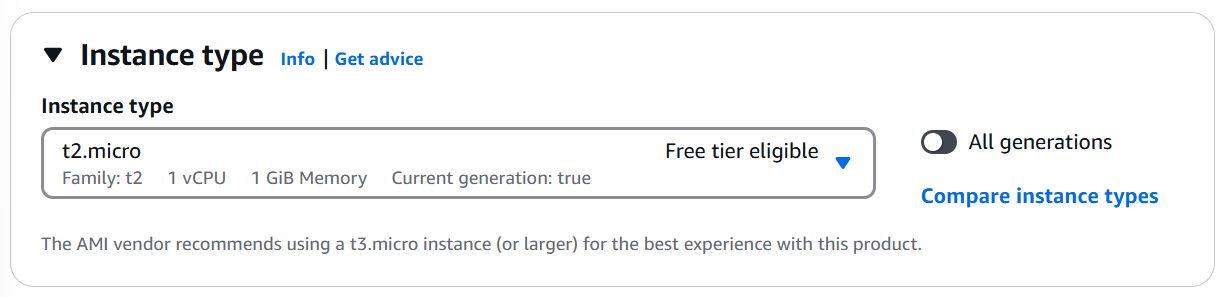 Instance type Info | Get advice
Instance type
t2.micro Free tier eligible
Family: t2 1 vCPU 1 GiB Memory Current generation: true
All generations
Compare instance types
The AMI vendor recommends using a t3.micro instance (or larger) for the best experience with this product.